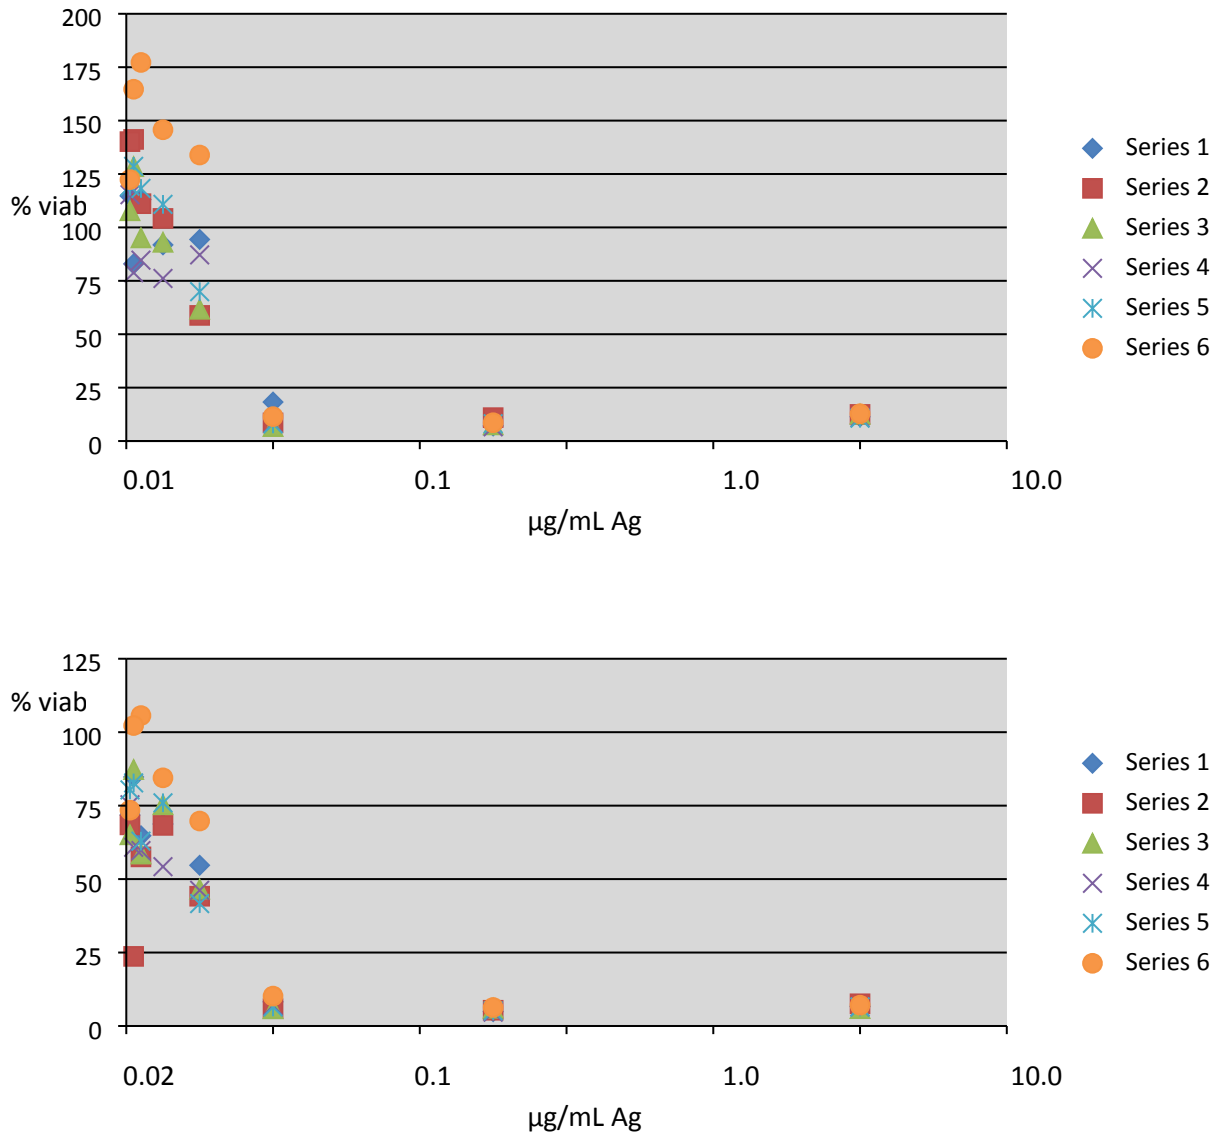 200
175
150
125
% viab
100
75
50
25
0
0.01 0.1 1.0 10.0
µg/mL Ag
Series 1
Series 2
Series 3
Series 4
Series 5
Series 6
125
% viab
100
75
50
25
0
0.02 0.1 1.0 10.0
µg/mL Ag
Series 1
Series 2
Series 3
Series 4
Series 5
Series 6